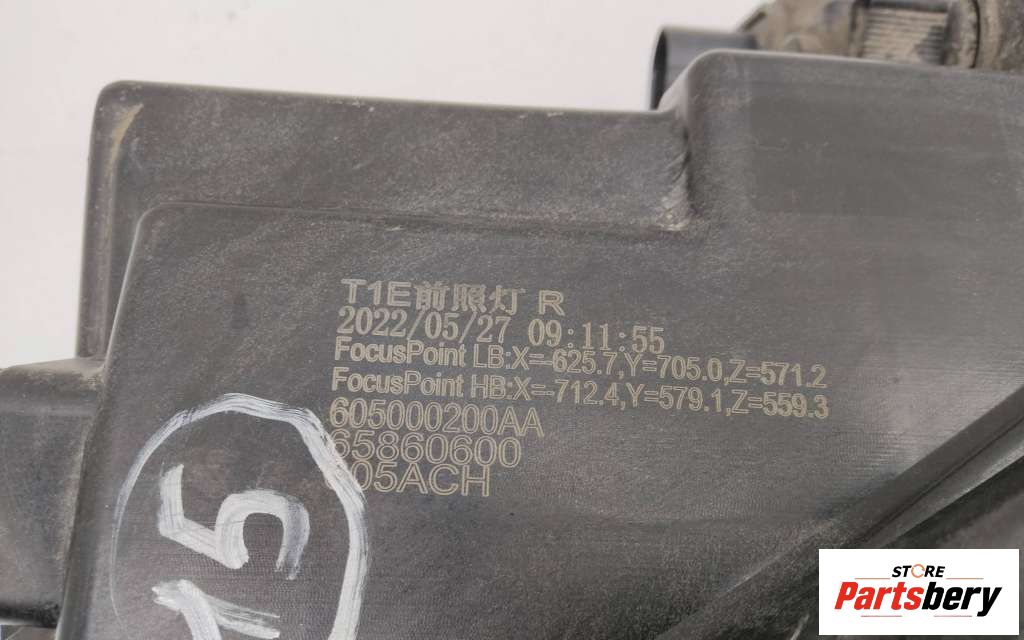 T1E前照灯 R
2022/05/27 09:11:55
FocusPoint LB:X=-625.7,Y=705.0,Z=571.2
FocusPoint HB:X=-712.4,Y=579.1,Z=559.3
605000200AA
65860600
05ACH
15
STORE
Partsbery